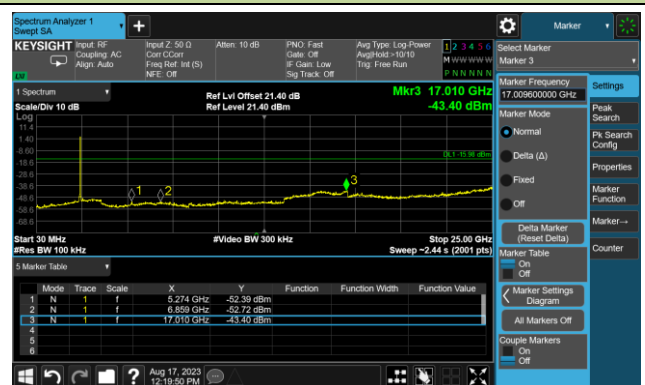 Spectrum Analyzer 1
Swept SA
Marker
KEYSIGHT
Input: RF
Coupling: AC
Align: Auto
Input Z: 50 Ω
Corr CCorr
Freq Ref: Int (S)
NFE: Off
Atten: 10 dB
PNO: Fast
Gate: Off
IF Gain: Low
Sig Track: Off
Avg Type: Log-Power
Avg|Hold:>10/10
Trig: Free Run
1 2 3 4 5 6
M W W W W W
P N N N N N
LV
Select Marker
Marker 3
1 Spectrum
Scale/Div 10 dB
Ref Lvl Offset 21.40 dB
Ref Level 21.40 dBm
Mkr3 17.010 GHz
-43.40 dBm
Log
11.4
1.40
-8.60
-18.6
-28.6
-38.6
-48.6
-58.6
-68.6
DL1 -15.98 dBm
1
2
3
Start 30 MHz
#Res BW 100 kHz
#Video BW 300 kHz
Stop 25.00 GHz
Sweep ~2.44 s (2001 pts)
5 Marker Table
Mode Trace Scale X Y Function Function Width Function Value
1 N 1 f 5.274 GHz -52.39 dBm
2 N 1 f 6.859 GHz -52.72 dBm
3 N 1 f 17.010 GHz -43.40 dBm
4
5
6
Marker Frequency
17.009600000 GHz
Marker Mode
Normal
Delta (Δ)
Fixed
Off
Delta Marker
(Reset Delta)
Marker Table
On
Off
Marker Settings
Diagram
All Markers Off
Couple Markers
On
Off
Settings
Peak
Search
Pk Search
Config
Properties
Marker
Function
Marker→
Counter
?
Aug 17, 2023
12:19:50 PM